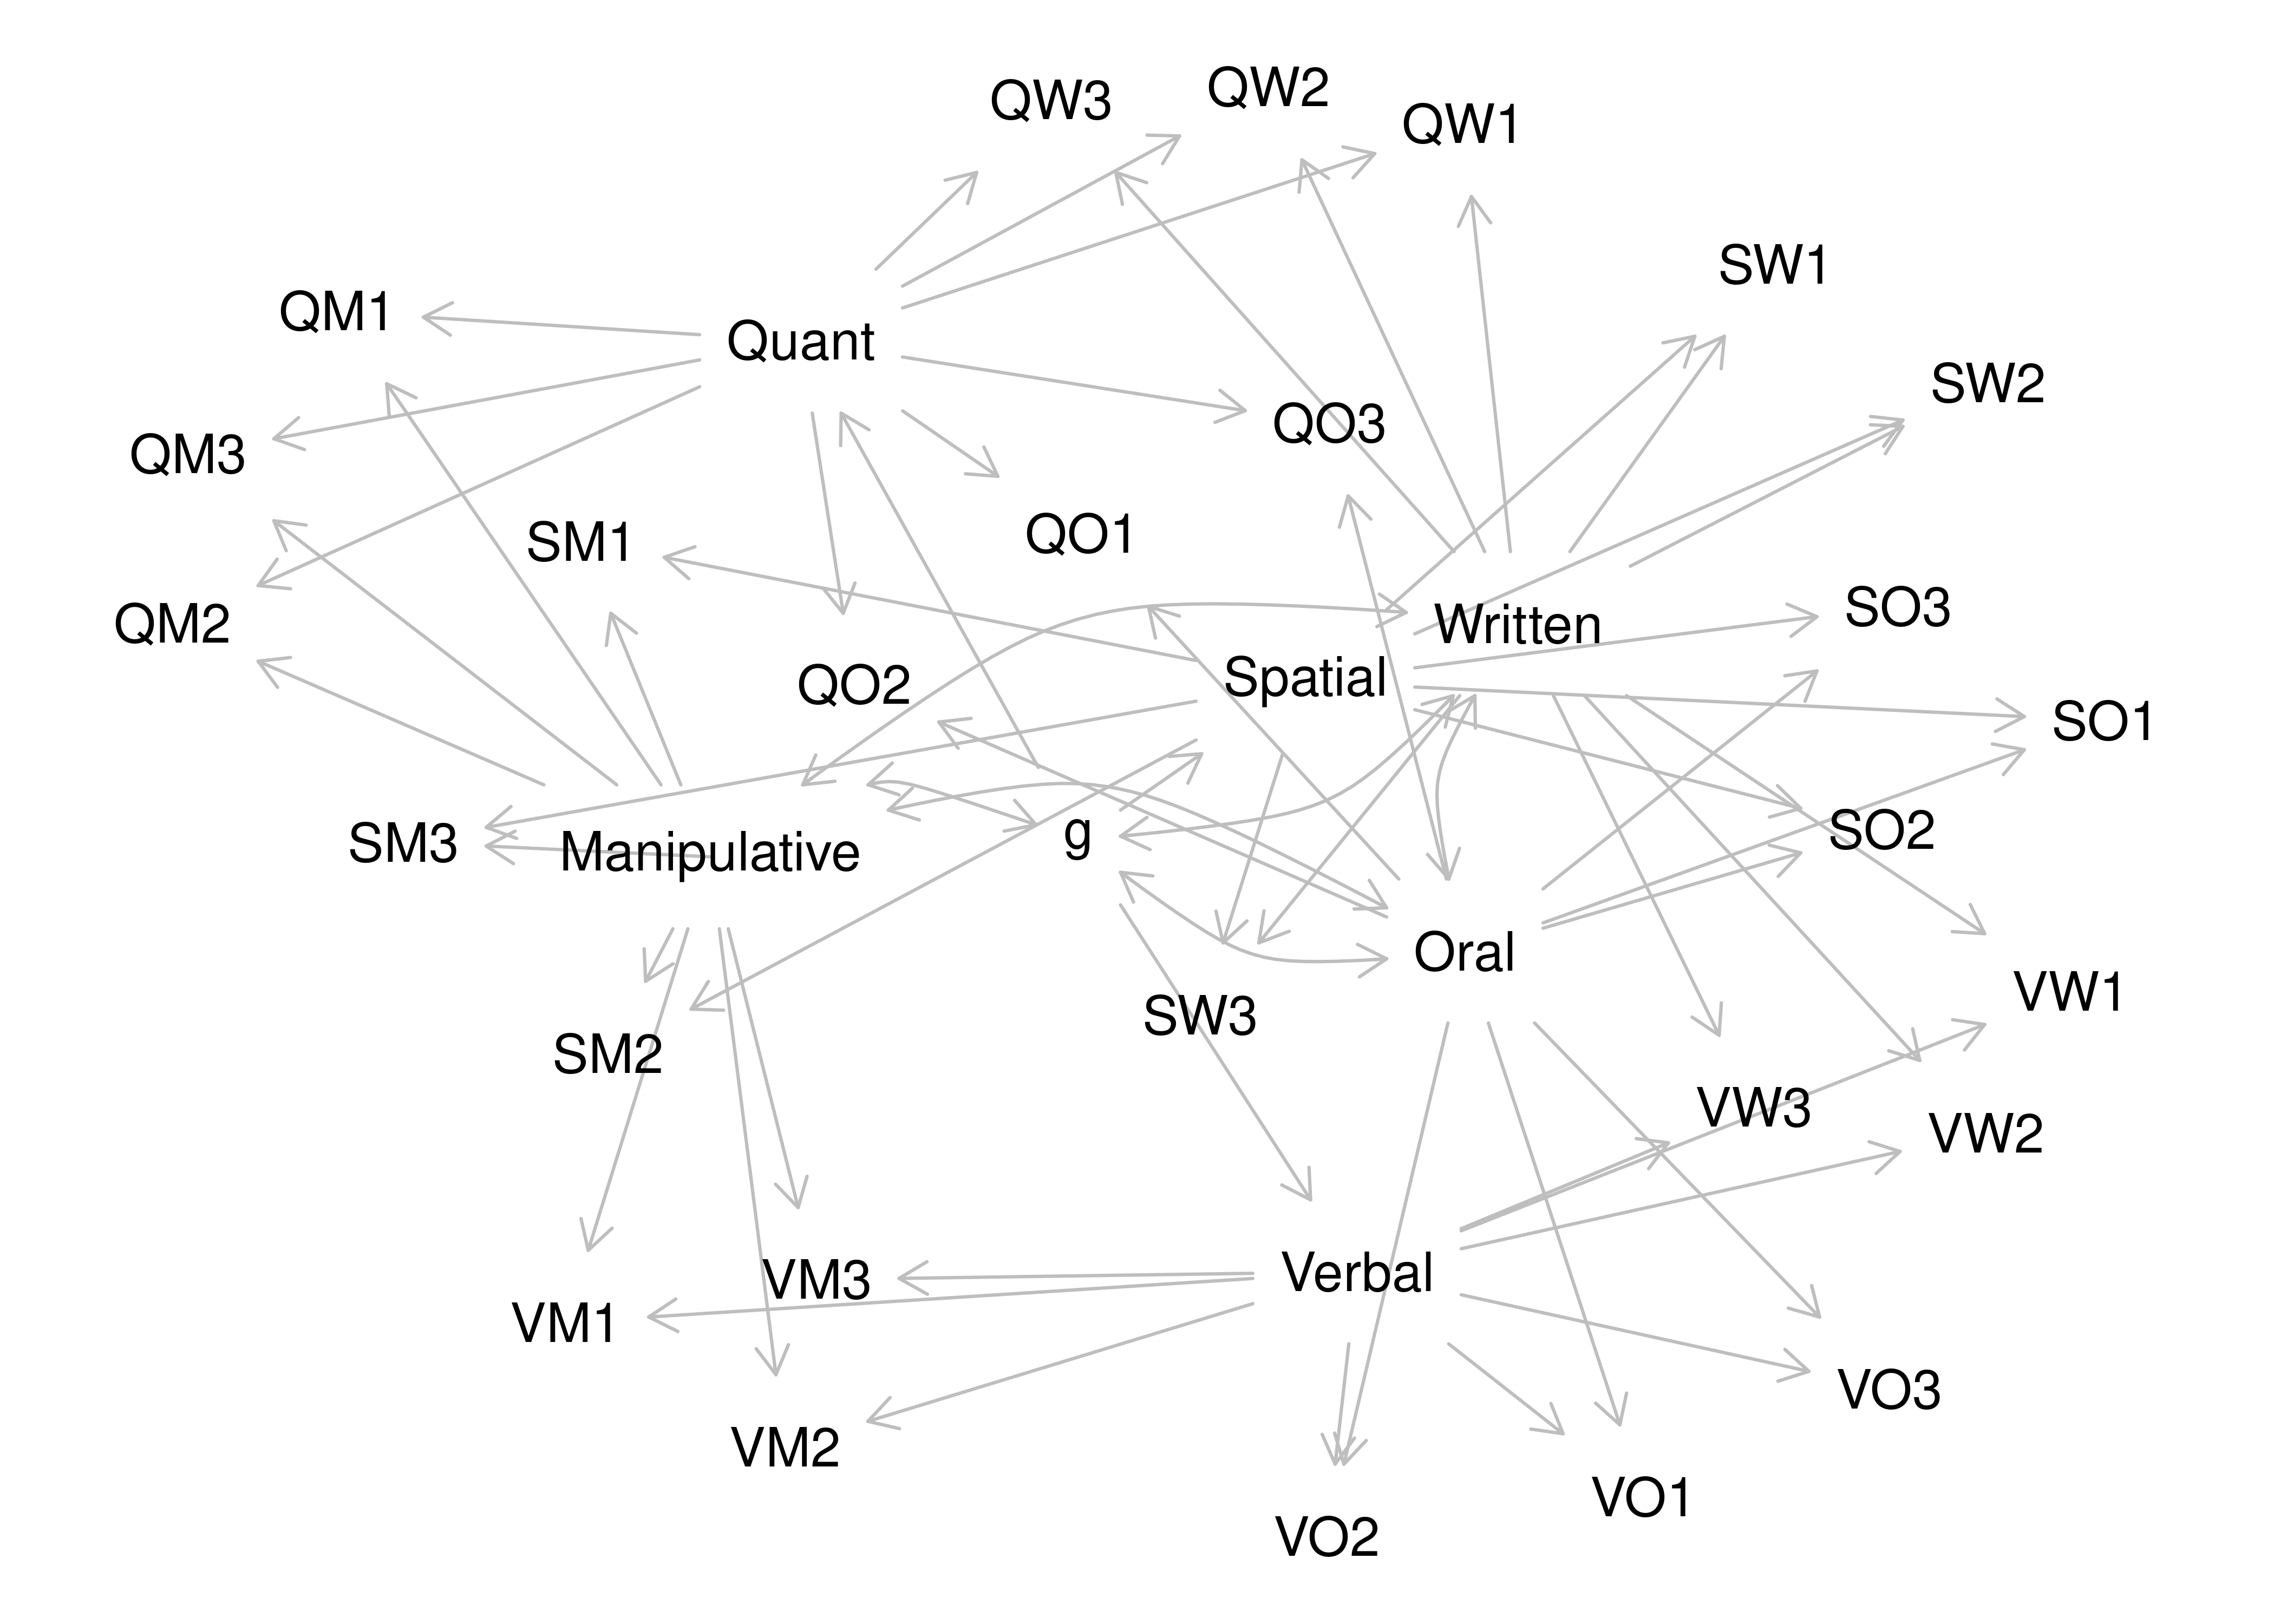 QW3
QW2
QW1
SW1
QM1
Quant
SW2
QO3
QM3
QO1
SM1
SO3
QM2
Written
Spatial
QO2
SO1
SO2
g
SM3
Manipulative
Oral
VW1
SW3
SM2
VW3
VW2
Verbal
VM3
VM1
VO3
VM2
VO1
VO2